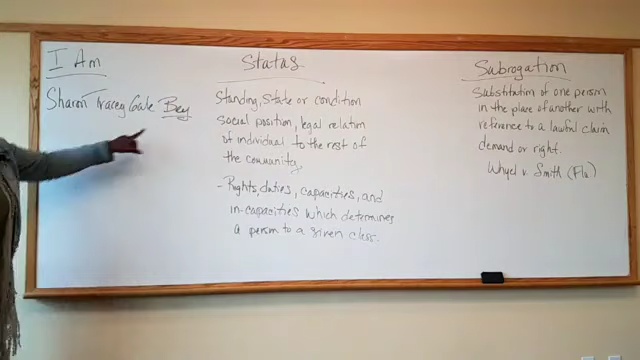 I Am
Sharon Tracey Gale Bey
Status
Standing, State or condition
social position, legal relation
of individual to the rest of
the community.
- Rights, duties, capacities, and
in-capacities which determines
a person to a given class.
Subrogation
Substitution of one person
in the place of another with
reference to a lawful claim
demand or right.
Whyel v. Smith (Fla)